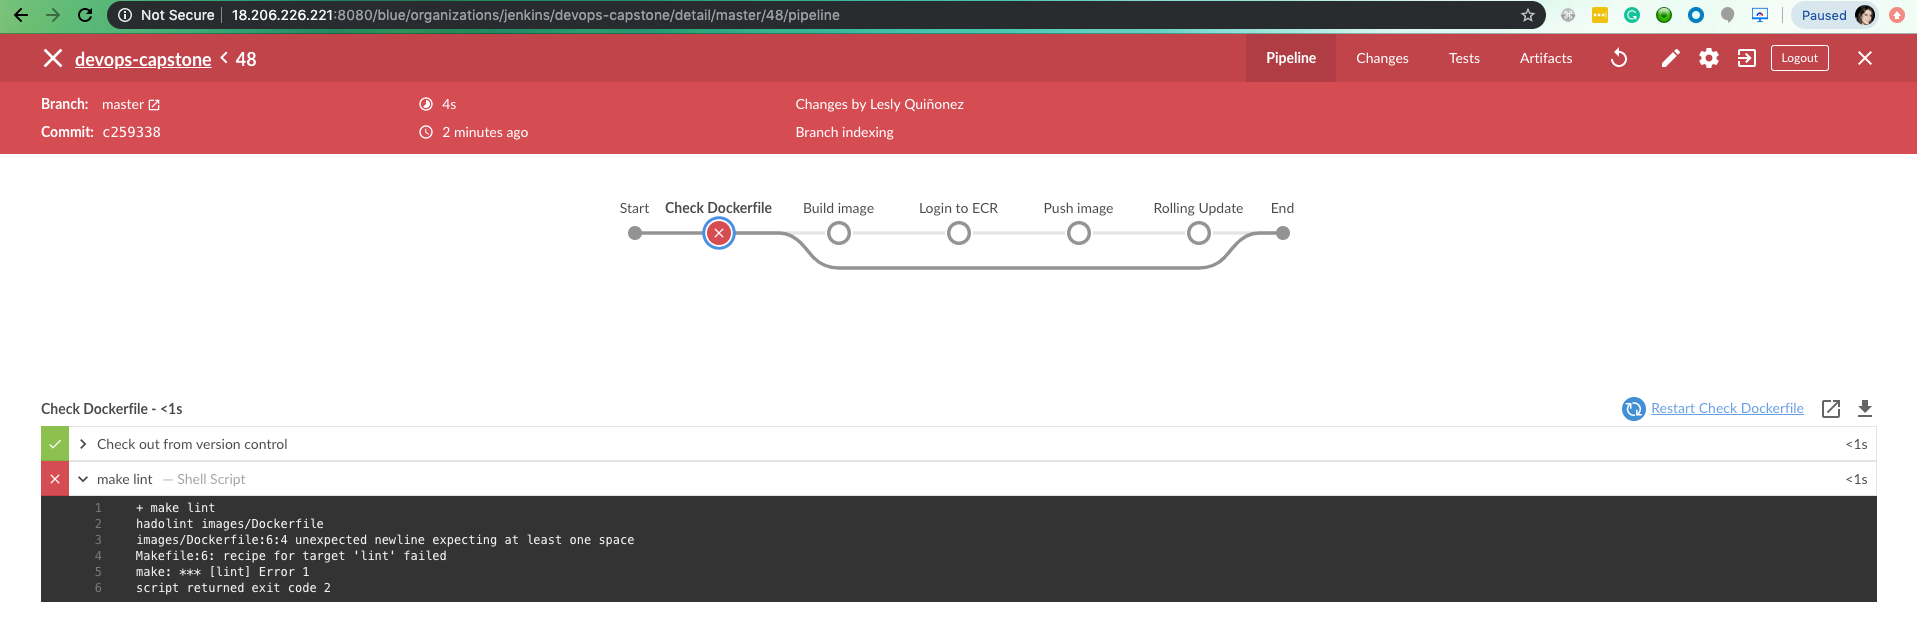 Not Secure 18.206.226.221:8080/blue/organizations/jenkins/devops-capstone/detail/master/48/pipeline Paused
devops-capstone < 48 Pipeline Changes Tests Artifacts Logout
Branch: master 4s Changes by Lesly Quiñonez
Commit: c259338 2 minutes ago Branch indexing
Start Check Dockerfile Build image Login to ECR Push image Rolling Update End
Check Dockerfile - <1s Restart Check Dockerfile
Check out from version control <1s
make lint — Shell Script <1s
1 + make lint
2 hadolint images/Dockerfile
3 images/Dockerfile:6:4 unexpected newline expecting at least one space
4 Makefile:6: recipe for target 'lint' failed
5 make: *** [lint] Error 1
6 script returned exit code 2